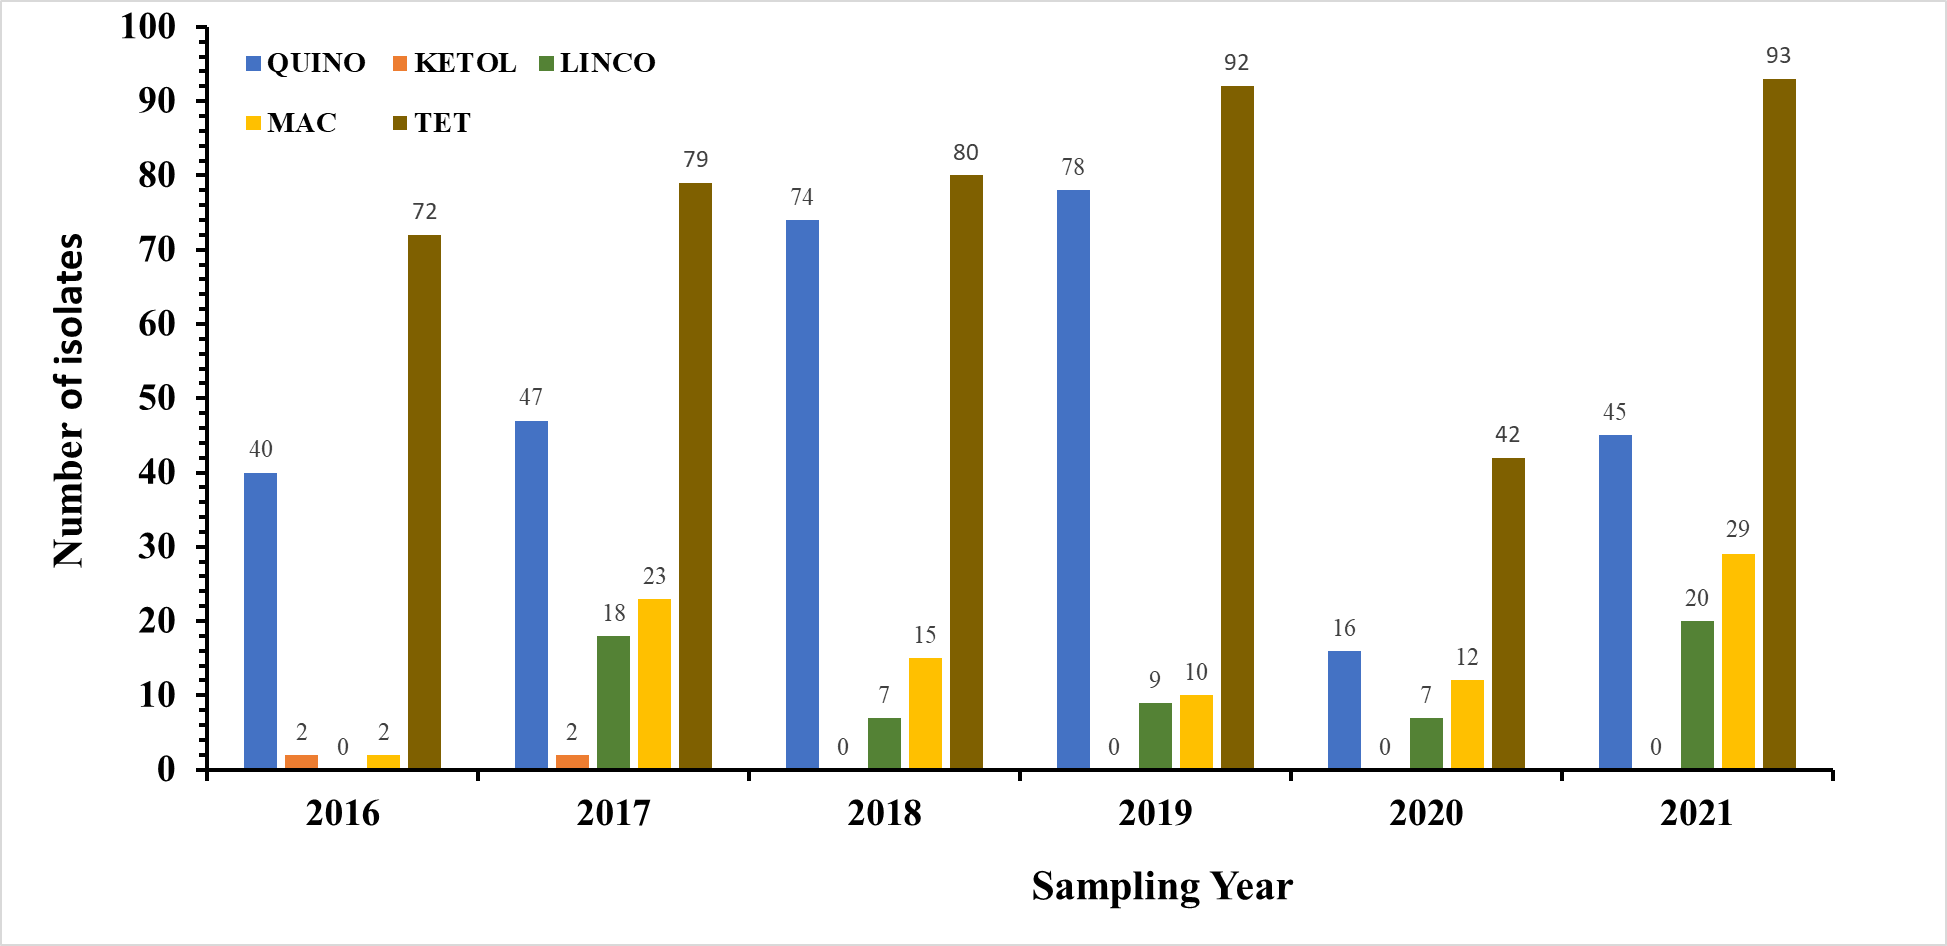 100
90
80
70
60
50
40
30
20
10
0
Number of isolates
QUINO KETOL LINCO
MAC TET
40 2 0 2 72
47 2 18 23 79
74 0 7 15 80
78 0 9 10 92
16 0 7 12 42
45 0 20 29 93
2016 2017 2018 2019 2020 2021
Sampling Year